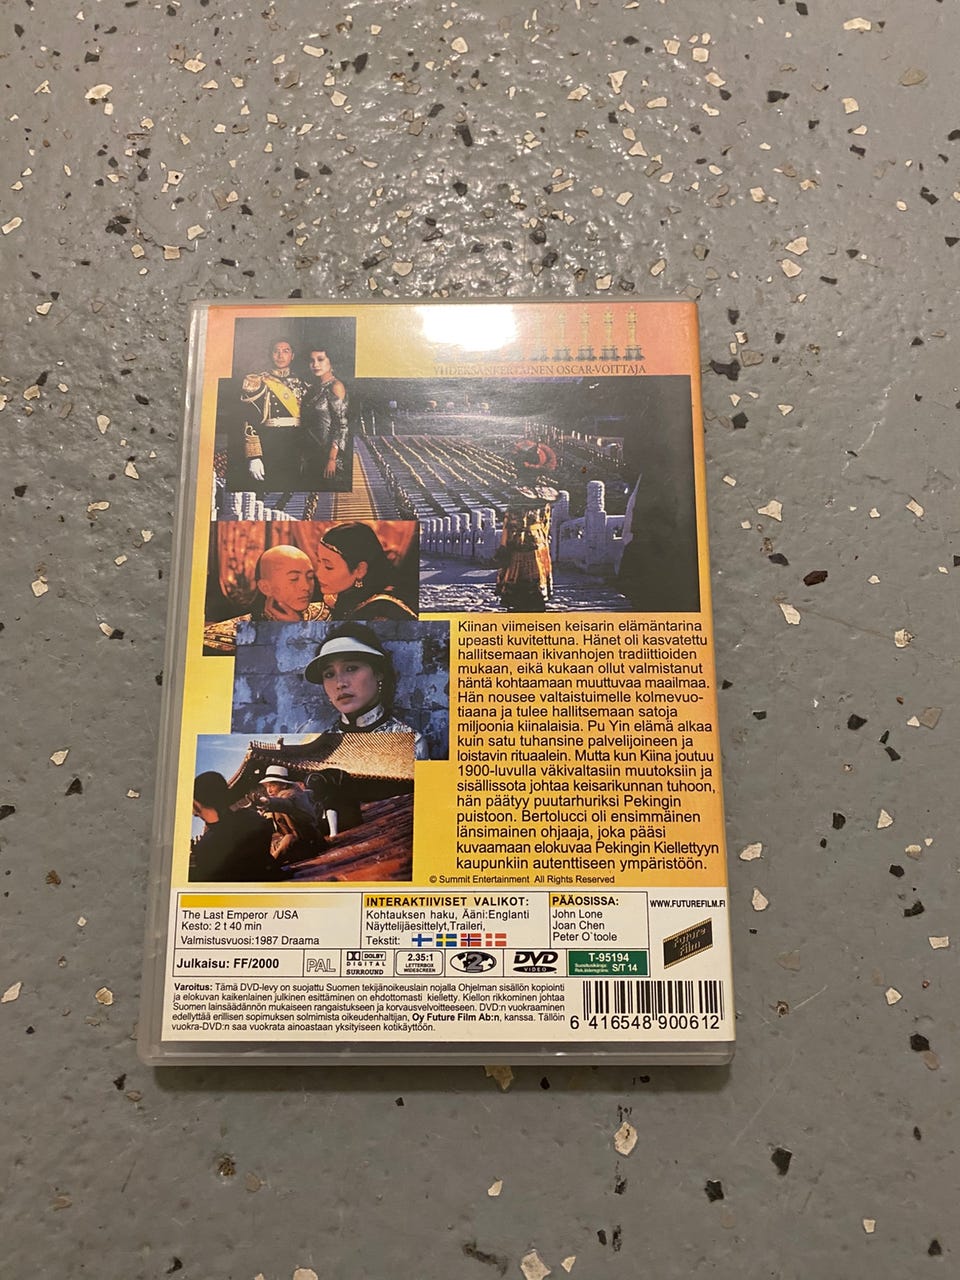 YHDEKSÄNKERTAINEN OSCAR-VOITTAJA
Kiinan viimeisen keisarin elämäntarina
upeasti kuvitettuna. Hänet oli kasvatettu
hallitsemaan ikivanhojen tradiittioiden
mukaan, eikä kukaan ollut valmistanut
häntä kohtaamaan muuttuvaa maailmaa.
Hän nousee valtaistuimelle kolmevuo-
tiaana ja tulee hallitsemaan satoja
miljoonia kiinalaisia. Pu Yin elämä alkaa
kuin satu tuhansine palvelijoineen ja
loistavin rituaalein. Mutta kun Kiina joutuu
1900-luvulla väkivaltasiin muutoksiin ja
sisällissota johtaa keisarikunnan tuhoon,
hän päätyy puutarhuriksi Pekingin
puistoon. Bertolucci oli ensimmäinen
länsimainen ohjaaja, joka pääsi
kuvaamaan elokuvaa Pekingin Kiellettyyn
kaupunkiin autenttiseen ympäristöön.
© Summit Entertainment All Rights Reserved
The Last Emperor /USA
Kesto: 2 t 40 min
Valmistusvuosi:1987 Draama
INTERAKTIIVISET VALIKOT:
Kohtauksen haku, Ääni:Englanti
Näyttelijäesittelyt,Traileri,
Tekstit:
PÄÄOSISSA:
John Lone
Joan Chen
Peter O`toole
WWW.FUTUREFILM.FI
Future
Film
Julkaisu: FF/2000
PAL
DOLBY
DIGITAL
SURROUND
2.35:1
LETTERBOX
WIDESCREEN
2
DVD
VIDEO
T-95194
S/T 14
Varoitus: Tämä DVD-levy on suojattu Suomen tekijänoikeuslain nojalla Ohjelman sisällön kopiointi
ja elokuvan kaikenlainen julkinen esittäminen on ehdottomasti kielletty. Kiellon rikkominen johtaa
Suomen lainsäädännön mukaiseen rangaistukseen ja korvausvelvoitteeseen. DVD:n vuokraaminen
edellyttää erillisen sopimuksen solmimista oikeudenhaltijan, Oy Future Film Ab:n, kanssa. Tällöin
vuokra-DVD:n saa vuokrata ainoastaan yksityiseen kotikäyttöön.
6 416548 900612